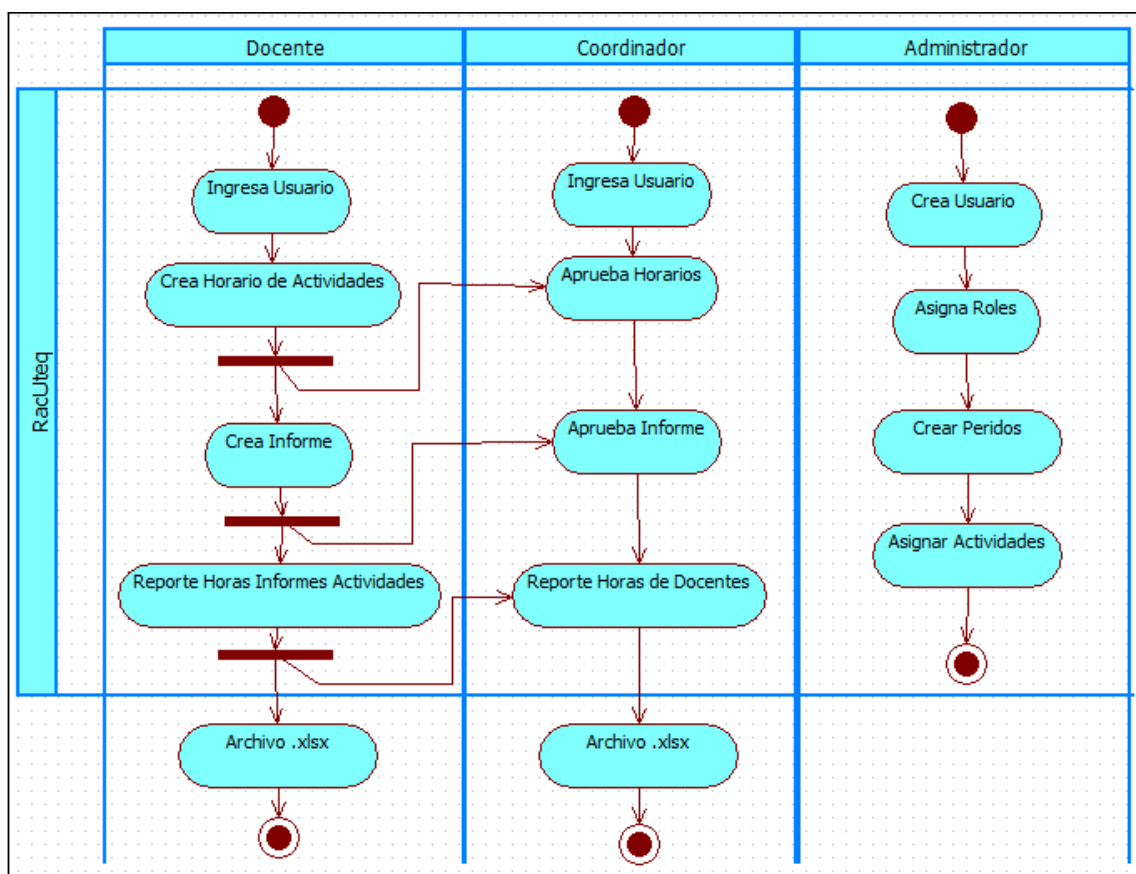 Docente
Coordinador
Administrador
RacUteq
Ingresa Usuario
Ingresa Usuario
Crea Usuario
Crea Horario de Actividades
Aprueba Horarios
Asigna Roles
Crea Informe
Aprueba Informe
Crear Peridos
Asignar Actividades
Reporte Horas Informes Actividades
Reporte Horas de Docentes
Archivo .xlsx
Archivo .xlsx